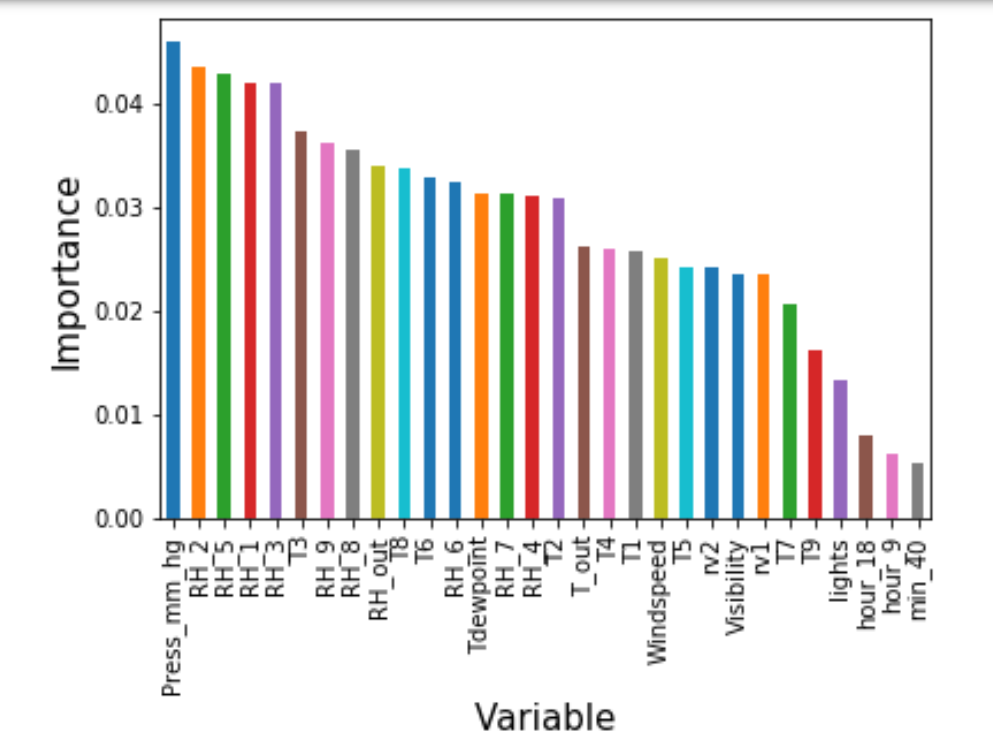 Importance
0.04
0.03
0.02
0.01
0.00
Press_mm_hg
RH_2
RH_5
RH_1
RH_3
T3
RH_9
RH_8
RH_out
T8
T6
RH_6
Tdewpoint
RH_7
RH_4
T2
T_out
T4
T1
Windspeed
T5
rv2
Visibility
rv1
T7
T9
lights
hour_18
hour_9
min_40
Variable